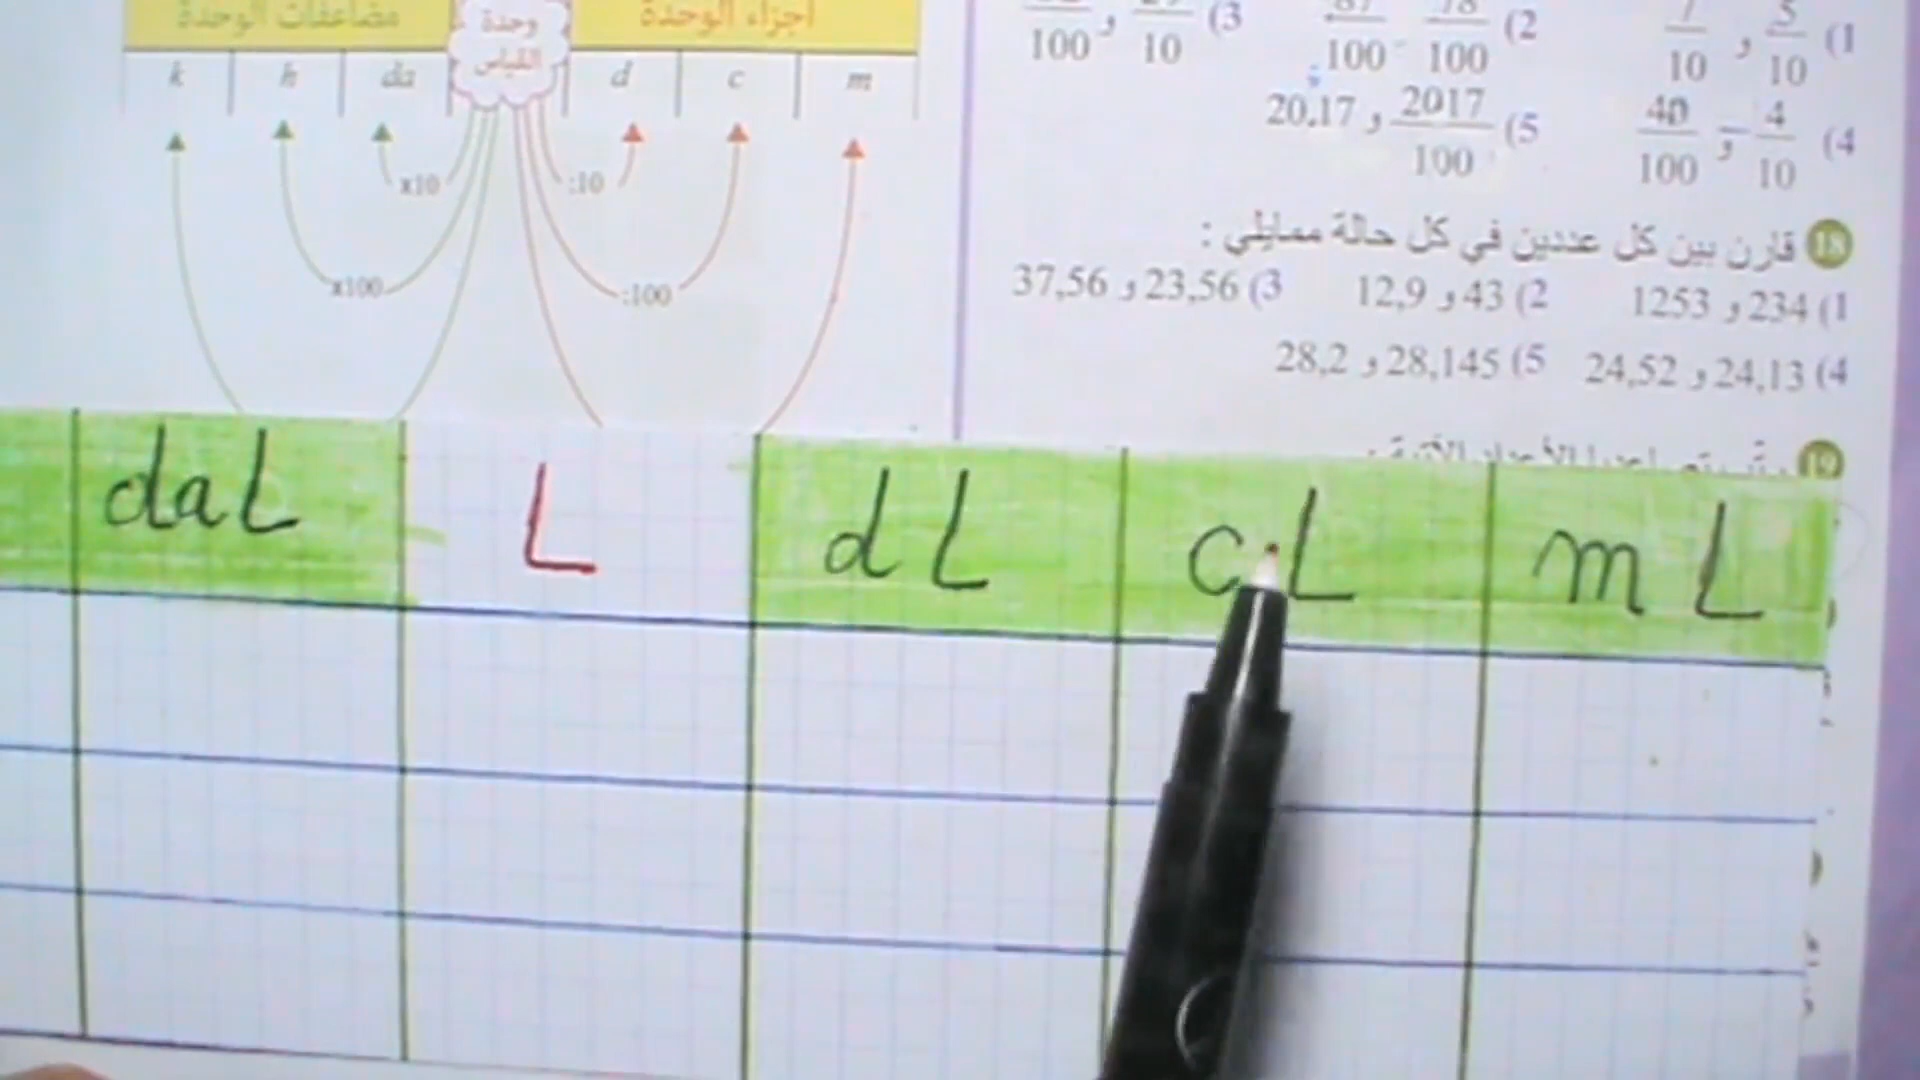 مضاعفات الوحدة
وحدة
القياس
أجزاء الوحدة
k h da d c m
x10 :10
x100 :100
1) 5/10 و 7/10 2) 78/100 87/100 3) /10 و /100
4) 4/10 و 40/100 5) 2017/100 و 20.17
18 قارن بين كل عددين في كل حالة ممايلي :
1) 234 و 1253 2) 43 و 12,9 3) 23,56 و 37,56
4) 24,13 و 24,52 5) 28,145 و 28,2
19
daL L dL cL mL